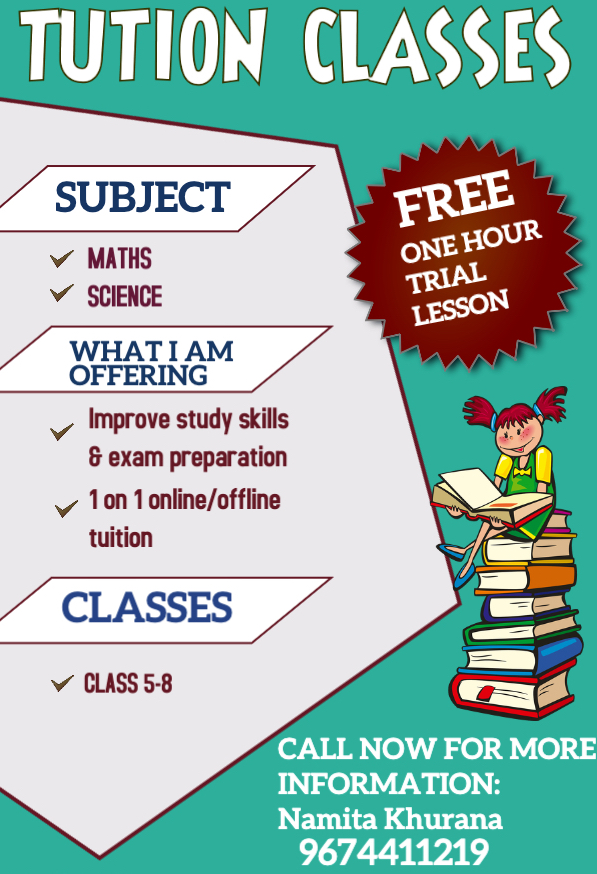 TUTION CLASSES
SUBJECT
MATHS
SCIENCE
FREE
ONE HOUR
TRIAL
LESSON
WHAT I AM
OFFERING
Improve study skills
& exam preparation
1 on 1 online/offline
tuition
CLASSES
CLASS 5-8
CALL NOW FOR MORE
INFORMATION:
Namita Khurana
9674411219